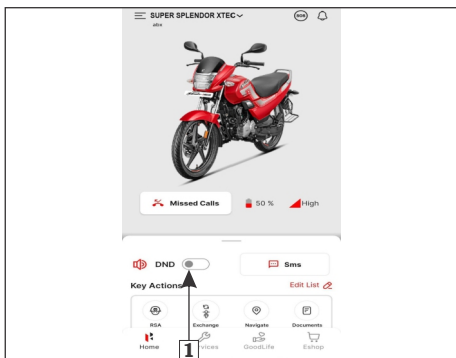 SUPER SPLENDOR XTEC
abs
SOS
Missed Calls
50 %
High
DND
Sms
Key Actions
Edit List
RSA
Exchange
Navigate
Documents
Home
vices
GoodLife
Eshop
1